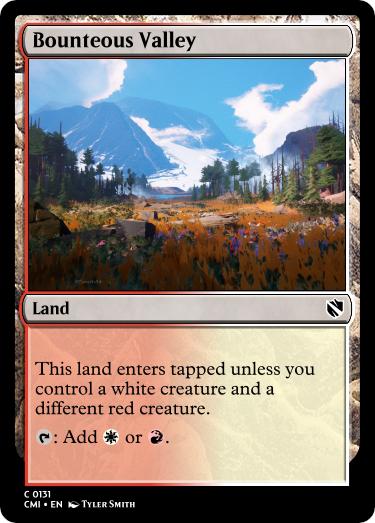 Bounteous Valley
Land
This land enters tapped unless you
control a white creature and a
different red creature.
: Add or .
C 0131
CMI • EN Tyler Smith